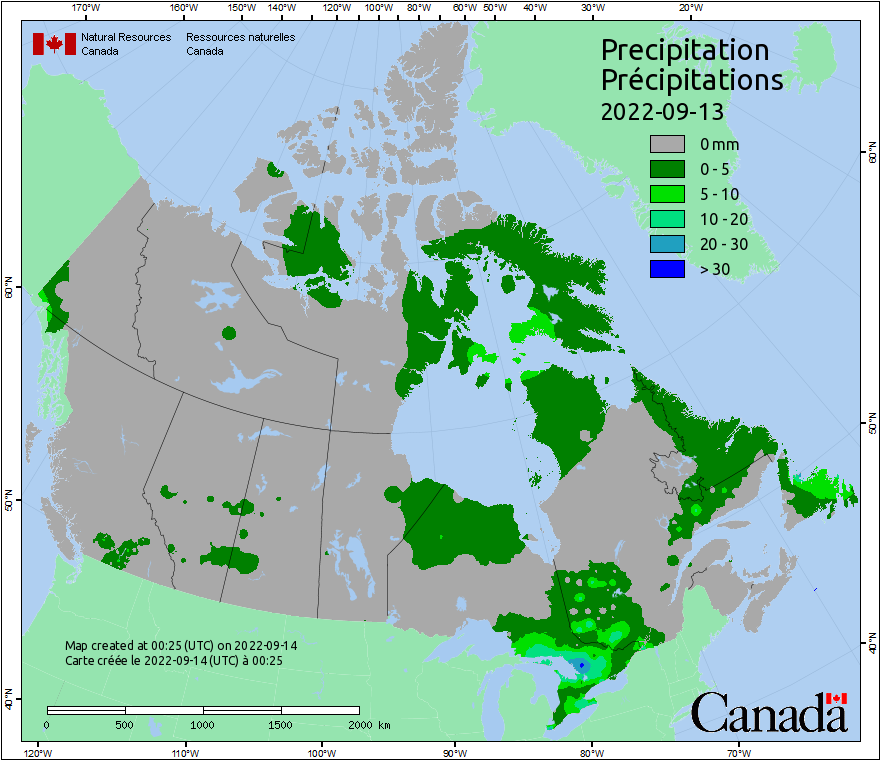 170°W 160°W 150°W 140°W 130°W 120°W 110°W 100°W 90°W 80°W 70°W 60°W 50°W 40°W 30°W 20°W
Natural Resources Ressources naturelles
Canada Canada
Precipitation
Précipitations
2022-09-13
0 mm
0 - 5
5 - 10
10 - 20
20 - 30
> 30
60°N
60°N
50°N
50°N
40°N
40°N
Map created at 00:25 (UTC) on 2022-09-14
Carte créée le 2022-09-14 (UTC) à 00:25
0 500 1000 1500 2000 km
Canada
120°W 110°W 100°W 90°W 80°W 70°W